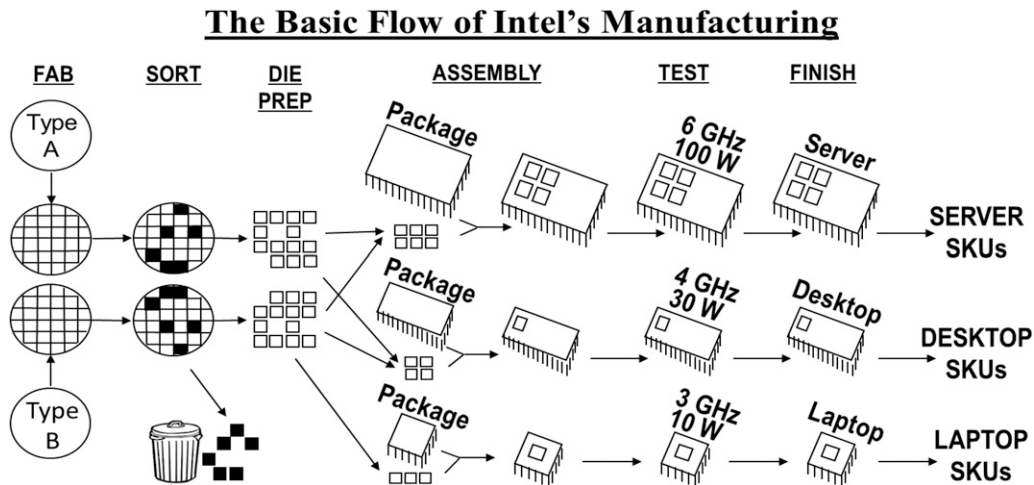 The Basic Flow of Intel's Manufacturing
FAB
SORT
DIE
PREP
ASSEMBLY
TEST
FINISH
Type
A
Package
6 GHz
100 W
Server
SERVER
SKUs
Package
4 GHz
30 W
Desktop
DESKTOP
SKUs
Type
B
Package
3 GHz
10 W
Laptop
LAPTOP
SKUs